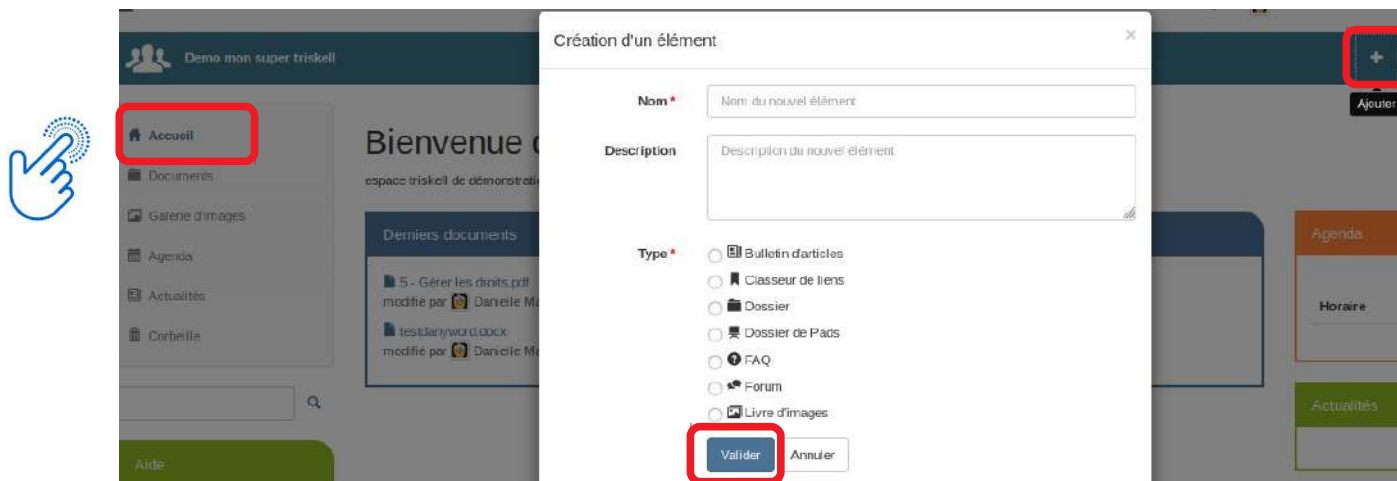 Demo mon super triskell
Accueil
Documents
Galerie d'images
Agenda
Actualités
Corbeille
Aide
Bienvenue
espace triskell de démonstrati
Derniers documents
5 - Gérer les droits.pdf
modifié par Danielle Ma
testdanyword.docx
modifié par Danielle Ma
Création d'un élément
×
Nom *
Nom du nouvel élément
Description
Description du nouvel élément
Type *
Bulletin d'articles
Classeur de liens
Dossier
Dossier de Pads
FAQ
Forum
Livre d'images
Valider
Annuler
+
Ajouter
Agenda
Horaire
Actualités